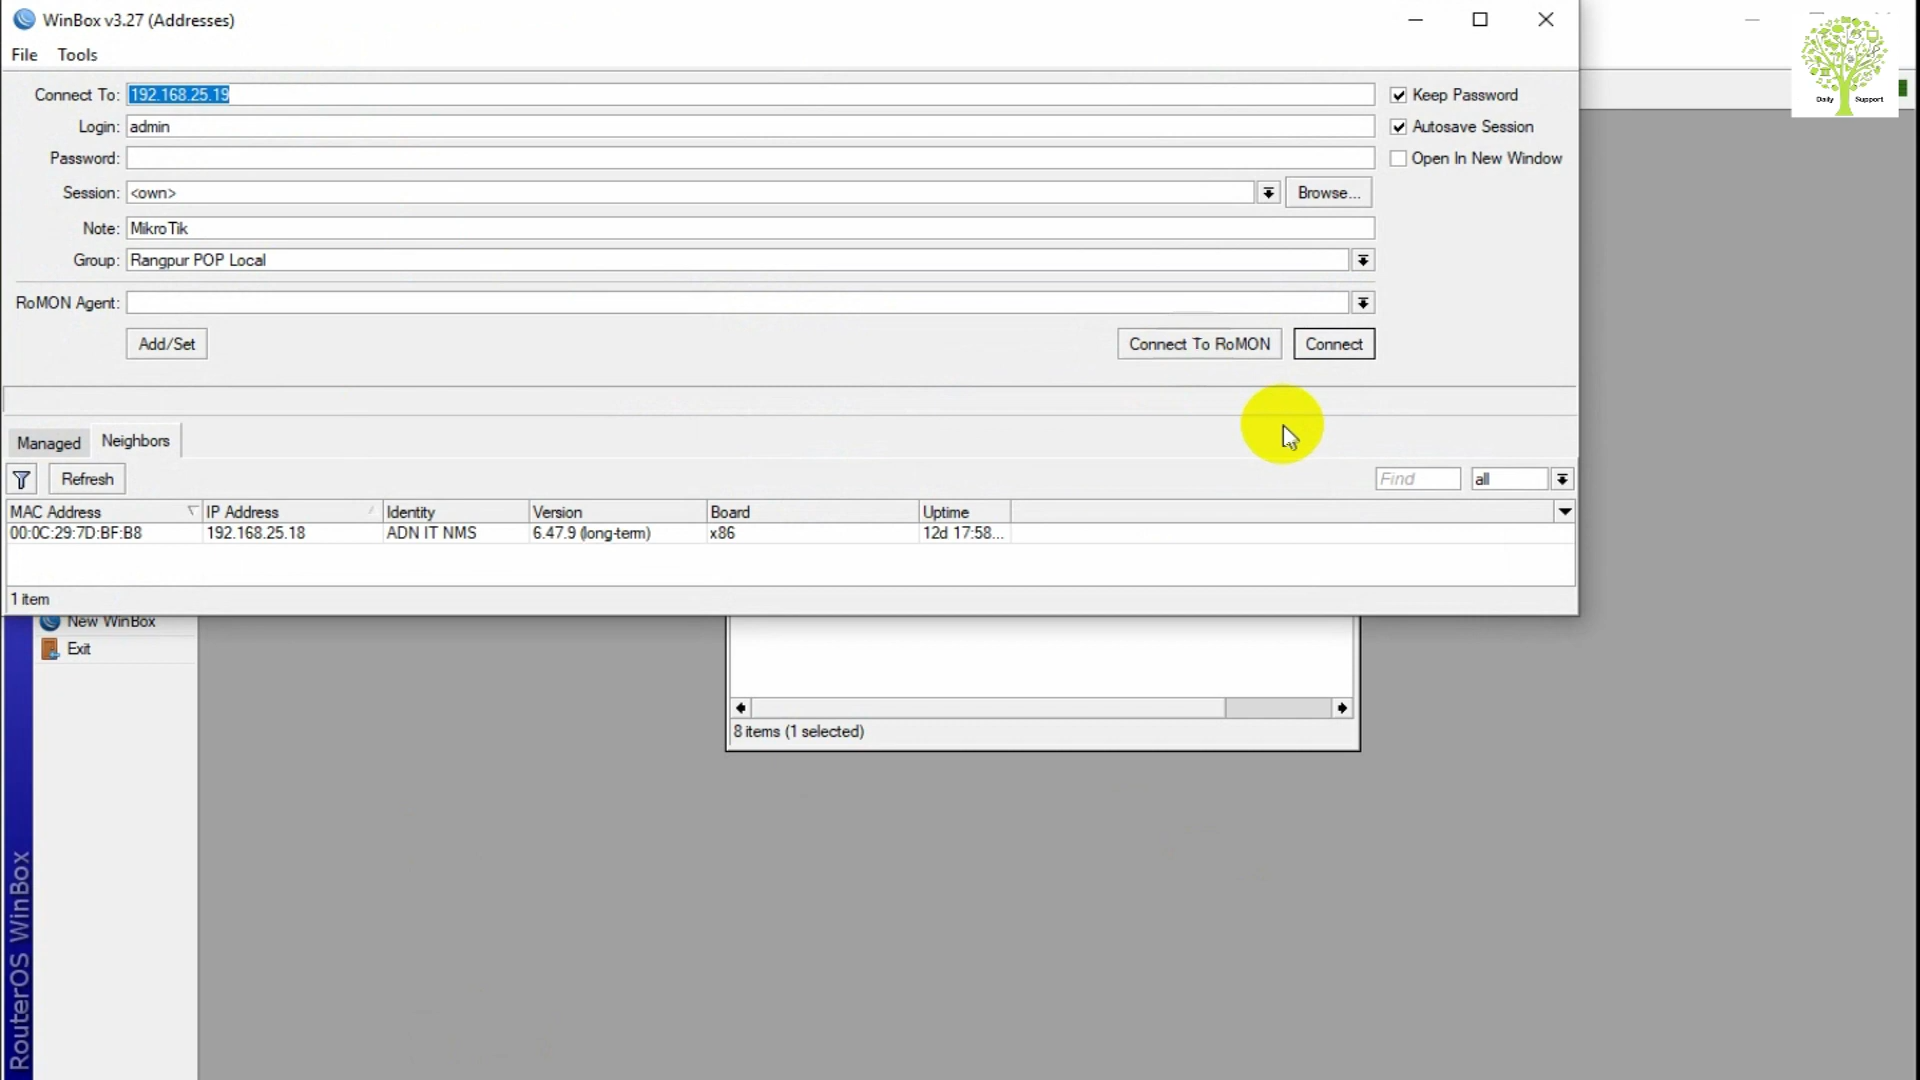 WinBox v3.27 (Addresses)
File Tools
Connect To: 192.168.25.19
Keep Password
Login: admin
Autosave Session
Password:
Open In New Window
Session: <own>
Browse...
Note: MikroTik
Group: Rangpur POP Local
RoMON Agent:
Add/Set
Connect To RoMON
Connect
Managed
Neighbors
Refresh
Find
all
MAC Address IP Address Identity Version Board Uptime
00:0C:29:7D:BF:B8 192.168.25.18 ADN IT NMS 6.47.9 (long-term) x86 12d 17:58...
1 item
New WinBox
Exit
8 items (1 selected)
RouterOS WinBox
Daily Support